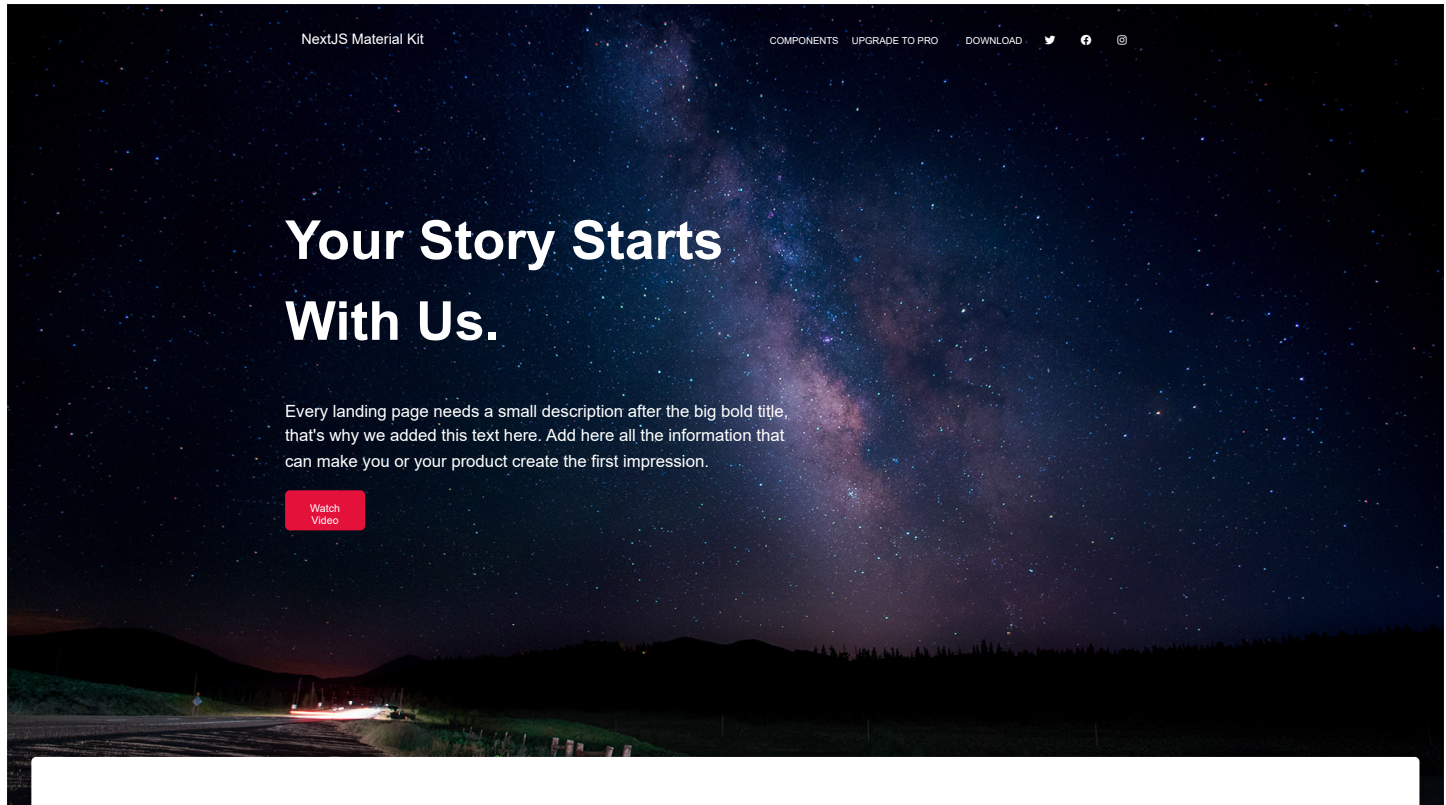 NextJS Material Kit
COMPONENTS UPGRADE TO PRO DOWNLOAD
Your Story Starts
With Us.
Every landing page needs a small description after the big bold title,
that's why we added this text here. Add here all the information that
can make you or your product create the first impression.
Watch
Video